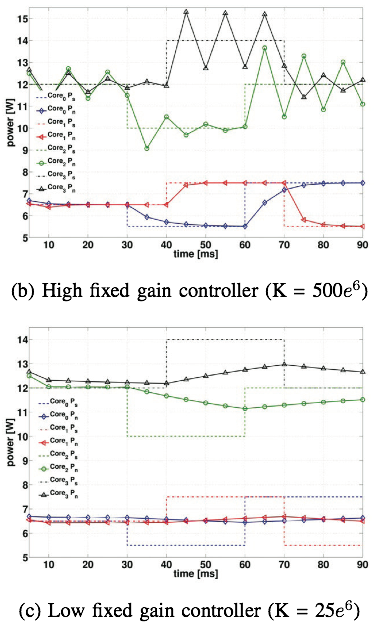 15
14
13
12
11
10
9
8
7
6
5
power [W]
Core₀ Pₛ
Core₀ Pₙ
Core₁ Pₛ
Core₁ Pₙ
Core₂ Pₛ
Core₂ Pₙ
Core₃ Pₛ
Core₃ Pₙ
10 20 30 40 50 60 70 80 90
time [ms]
(b) High fixed gain controller (K = 500e⁶)
14
13
12
11
10
9
8
7
6
5
power [W]
Core₀ Pₛ
Core₀ Pₙ
Core₁ Pₛ
Core₁ Pₙ
Core₂ Pₛ
Core₂ Pₙ
Core₃ Pₛ
Core₃ Pₙ
10 20 30 40 50 60 70 80 90
time [ms]
(c) Low fixed gain controller (K = 25e⁶)